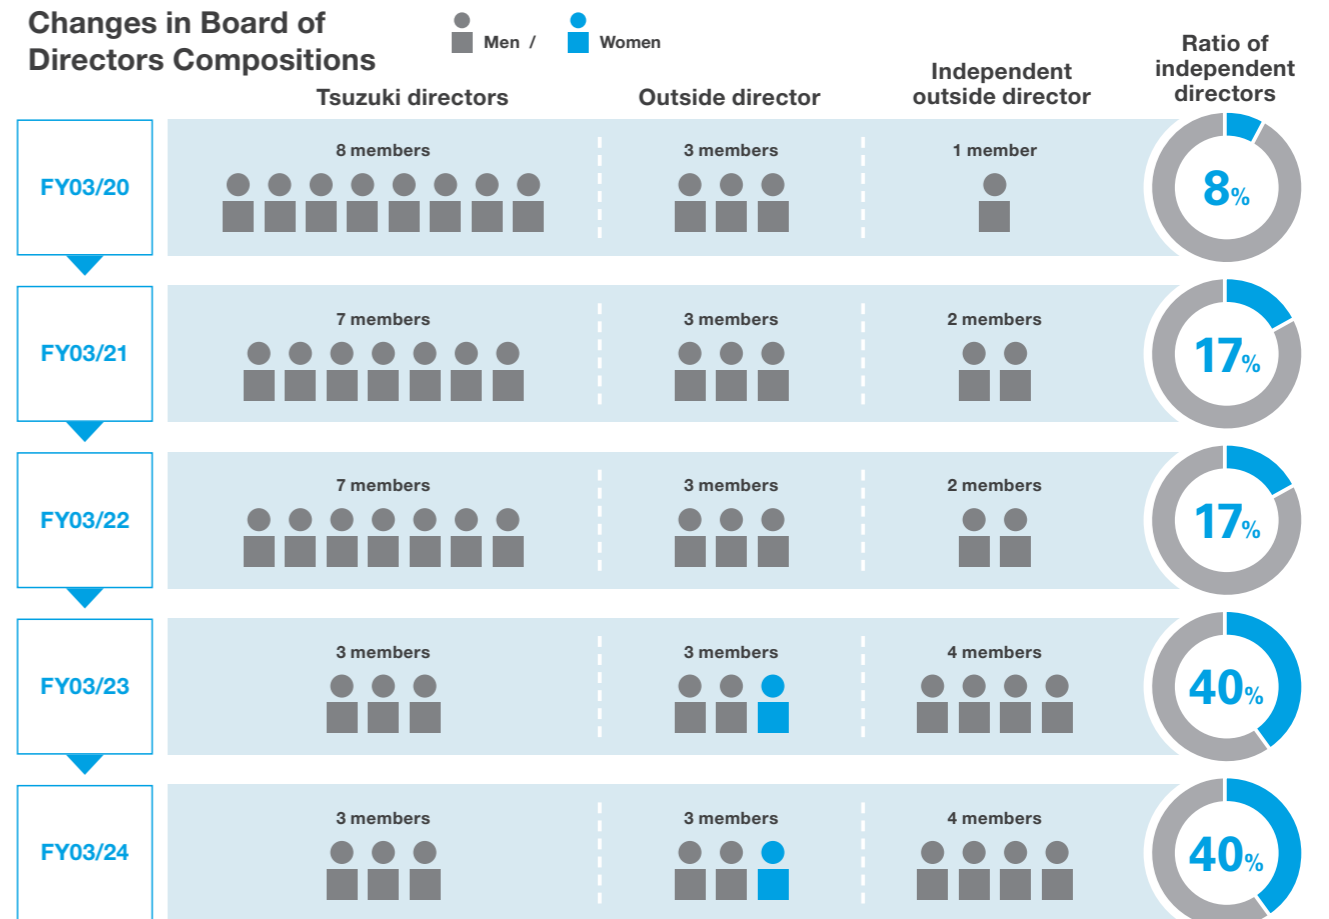 Changes in Board of
Directors Compositions
Men /
Women
Tsuzuki directors
Outside director
Independent
outside director
Ratio of
independent
directors
FY03/20
8 members
3 members
1 member
8%
FY03/21
7 members
3 members
2 members
17%
FY03/22
7 members
3 members
2 members
17%
FY03/23
3 members
3 members
4 members
40%
FY03/24
3 members
3 members
4 members
40%